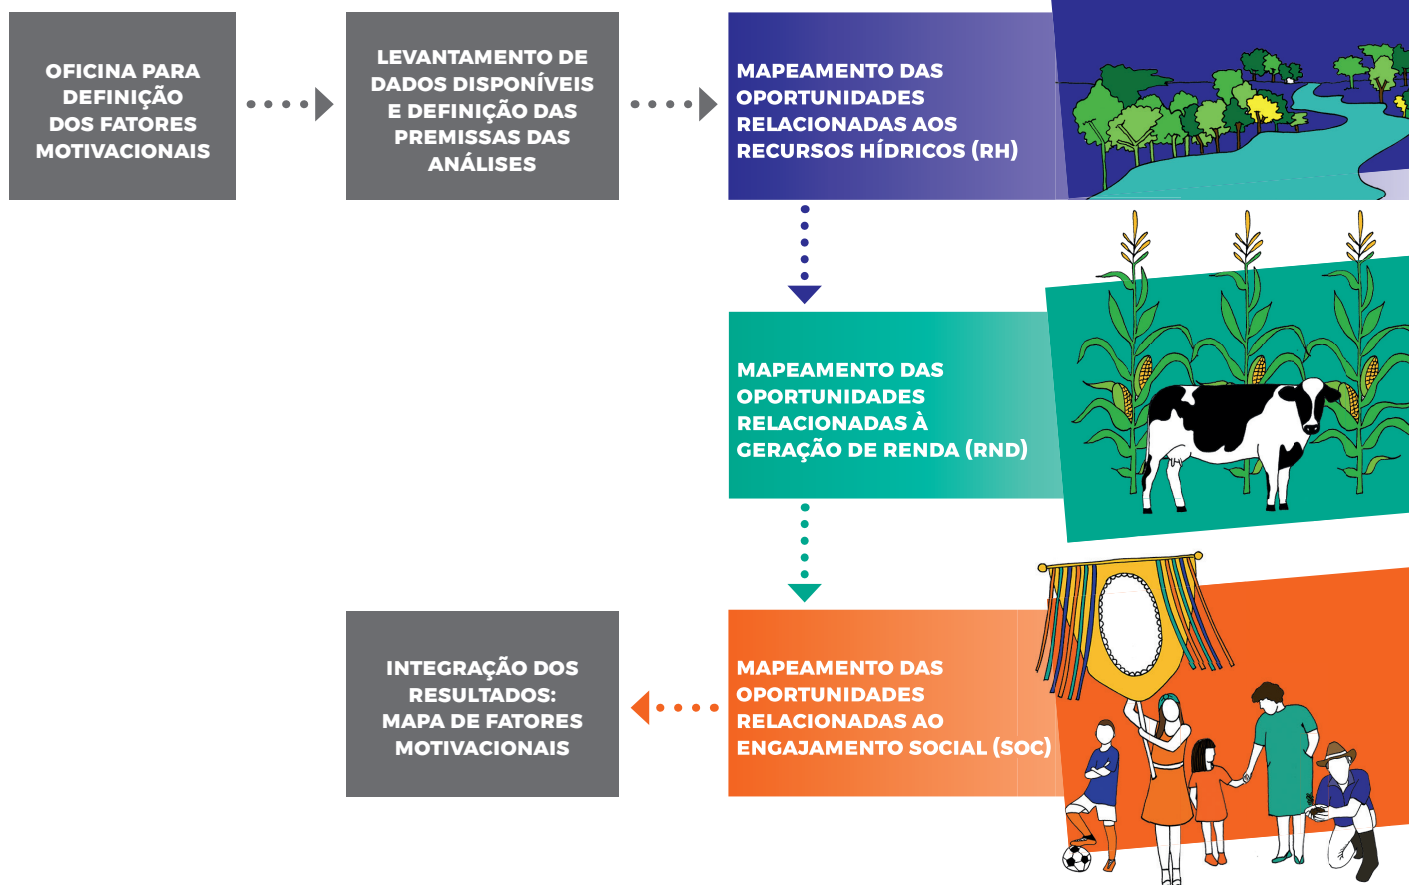 OFICINA PARA
DEFINIÇÃO
DOS FATORES
MOTIVACIONAIS
LEVANTAMENTO DE
DADOS DISPONÍVEIS
E DEFINIÇÃO DAS
PREMISSAS DAS
ANÁLISES
MAPEAMENTO DAS
OPORTUNIDADES
RELACIONADAS AOS
RECURSOS HÍDRICOS (RH)
MAPEAMENTO DAS
OPORTUNIDADES
RELACIONADAS À
GERAÇÃO DE RENDA (RND)
MAPEAMENTO DAS
OPORTUNIDADES
RELACIONADAS AO
ENGAJAMENTO SOCIAL (SOC)
INTEGRAÇÃO DOS
RESULTADOS:
MAPA DE FATORES
MOTIVACIONAIS